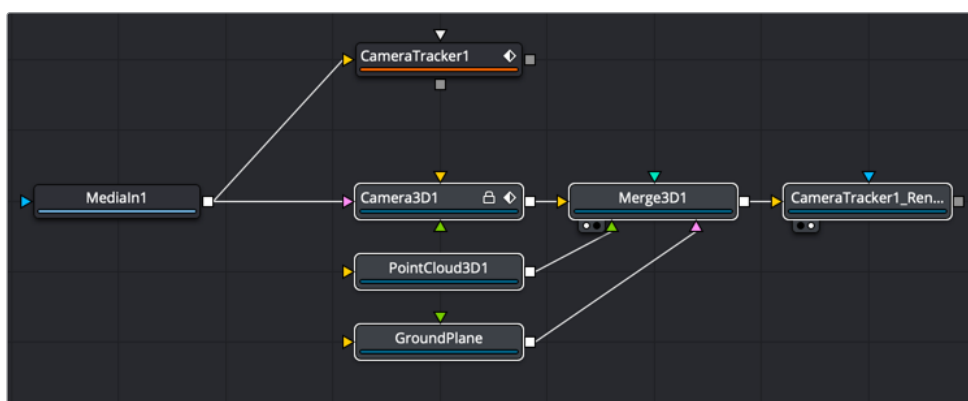 CameraTracker1
MediaIn1
Camera3D1
Merge3D1
CameraTracker1_Ren...
PointCloud3D1
GroundPlane